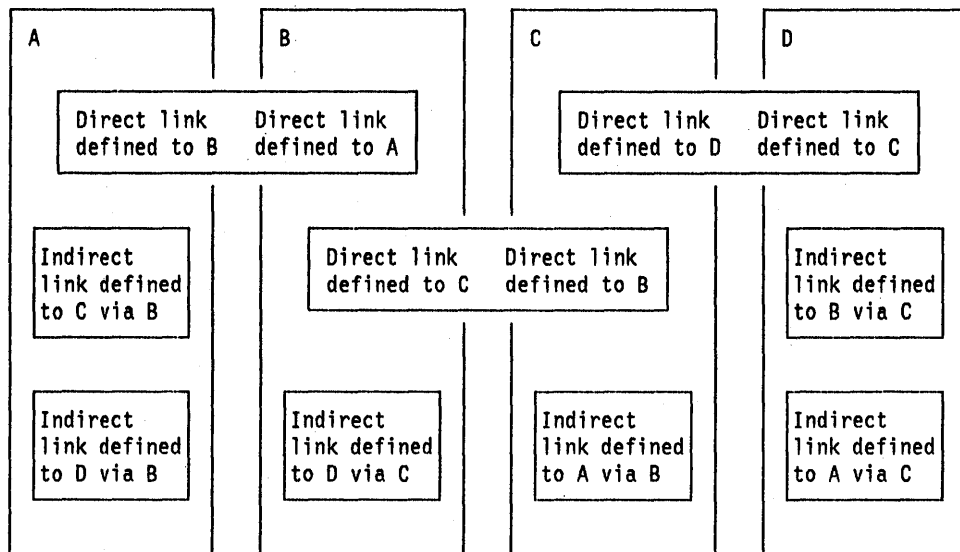 A
B
C
D
Direct link
defined to B
Direct link
defined to A
Direct link
defined to D
Direct link
defined to C
Indirect
link defined
to C via B
Direct link
defined to C
Direct link
defined to B
Indirect
link defined
to B via C
Indirect
link defined
to D via B
Indirect
link defined
to D via C
Indirect
link defined
to A via B
Indirect
link defined
to A via C